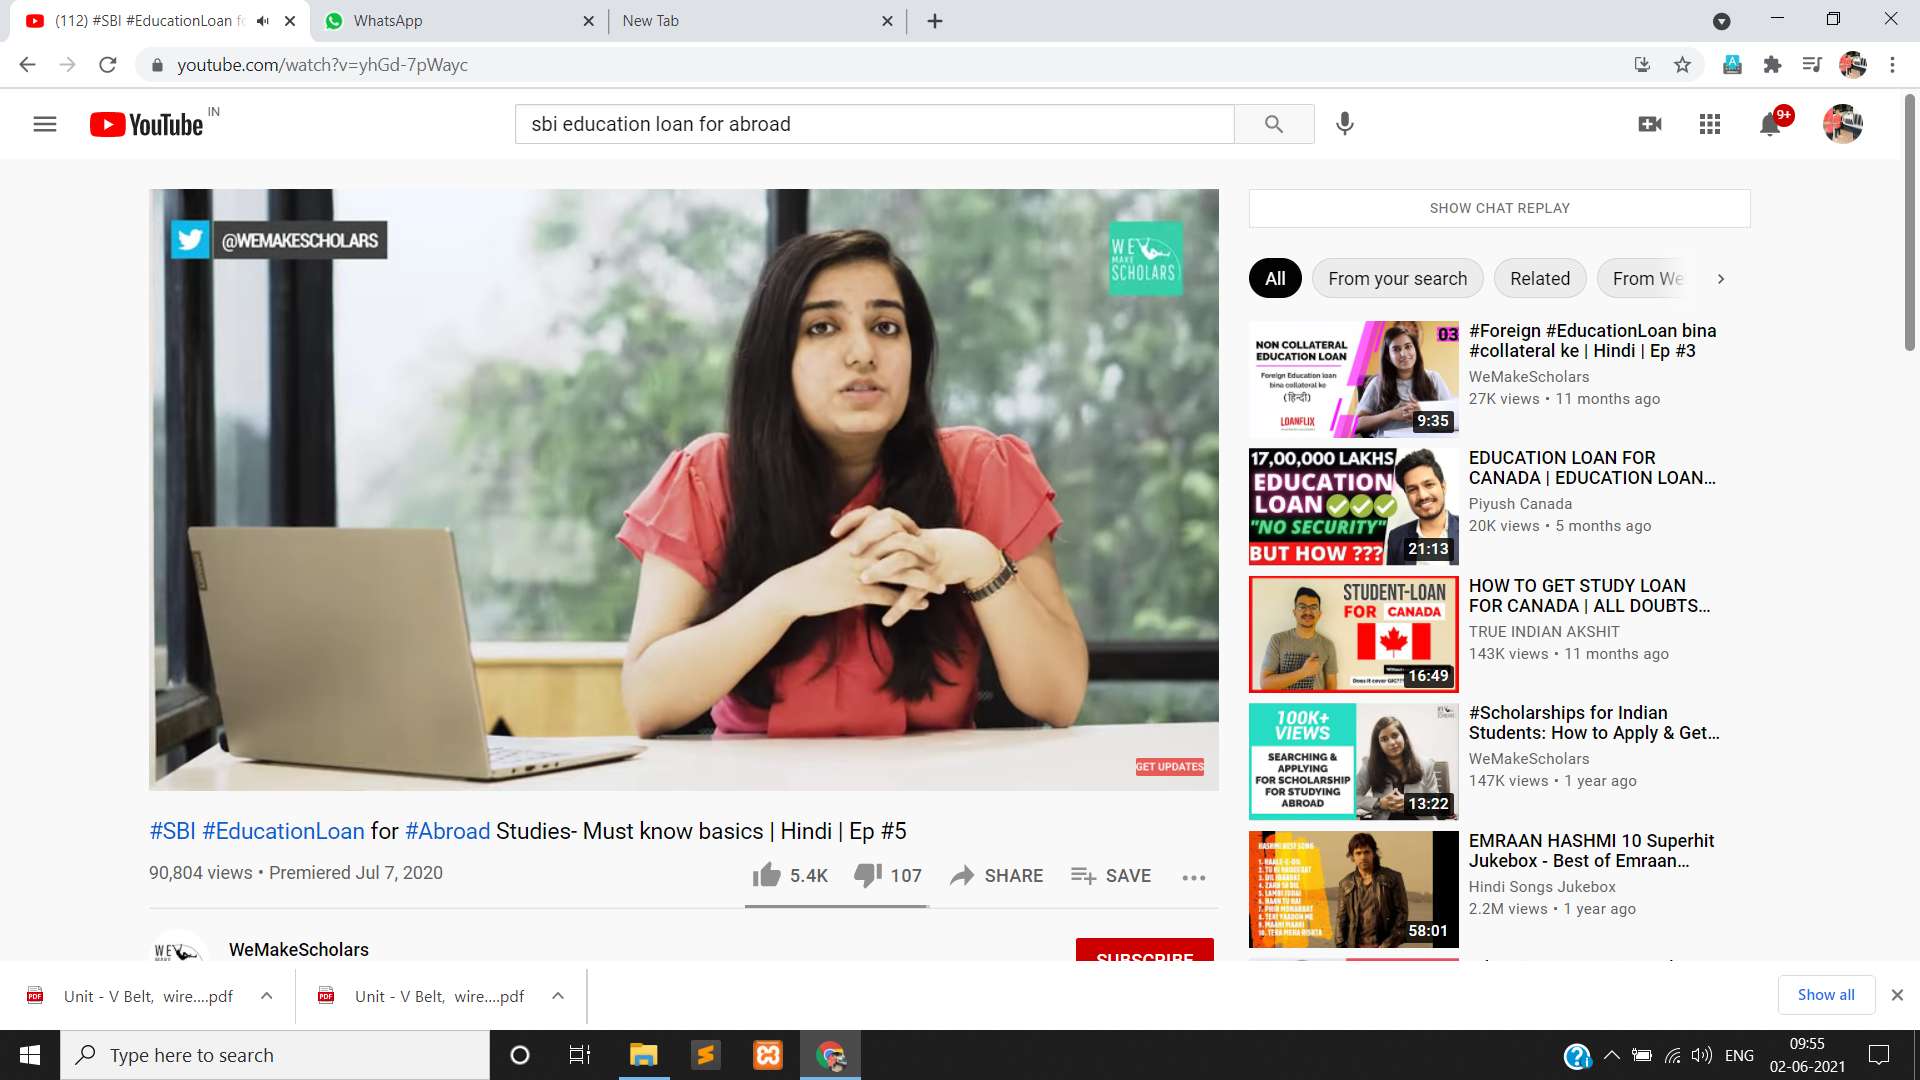 (112) #SBI #EducationLoan fo
WhatsApp
New Tab
youtube.com/watch?v=yhGd-7pWayc
YouTube IN
sbi education loan for abroad
9+
@WEMAKESCHOLARS
WE
MAKE
SCHOLARS
GET UPDATES
#SBI #EducationLoan for #Abroad Studies- Must know basics | Hindi | Ep #5
90,804 views • Premiered Jul 7, 2020
5.4K
107
SHARE
SAVE
WE
WeMakeScholars
SUBSCRIBE
SHOW CHAT REPLAY
All
From your search
Related
From We
03
NON COLLATERAL
EDUCATION LOAN
Foreign Education loan
bina collateral ke
(हिन्दी)
LOANFLIX
9:35
#Foreign #EducationLoan bina
#collateral ke | Hindi | Ep #3
WeMakeScholars
27K views • 11 months ago
17,00,000 LAKHS
EDUCATION
LOAN
"NO SECURITY"
BUT HOW ???
21:13
EDUCATION LOAN FOR
CANADA | EDUCATION LOAN...
Piyush Canada
20K views • 5 months ago
STUDENT-LOAN
FOR CANADA
Does it cover GIC??
16:49
HOW TO GET STUDY LOAN
FOR CANADA | ALL DOUBTS...
TRUE INDIAN AKSHIT
143K views • 11 months ago
100K+
VIEWS
SEARCHING &
APPLYING
FOR SCHOLARSHIP
FOR STUDYING
ABROAD
13:22
#Scholarships for Indian
Students: How to Apply & Get...
WeMakeScholars
147K views • 1 year ago
HASHMI BEST SONG
58:01
EMRAAN HASHMI 10 Superhit
Jukebox - Best of Emraan...
Hindi Songs Jukebox
2.2M views • 1 year ago
PDF
Unit - V Belt, wire....pdf
PDF
Unit - V Belt, wire....pdf
Show all
Type here to search
ENG
09:55
02-06-2021